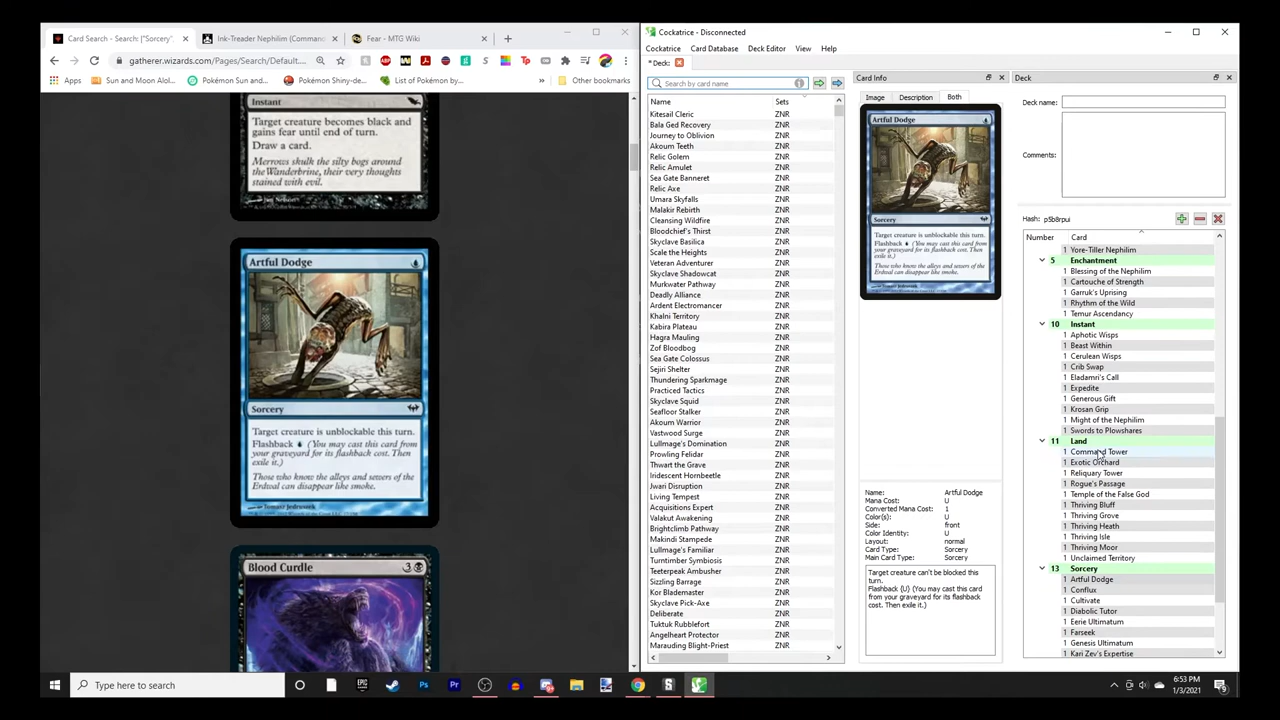 Card Search - Search: |"Sorcery"
Ink-Treader Nephilim (Command
Fear - MTG Wiki
gatherer.wizards.com/Pages/Search/Default....
Apps
Sun and Moon Alol...
Pokémon Sun and...
Pokémon Shiny-de...
List of Pokémon by...
Other bookmarks
Instant
Target creature becomes black and
gains fear until end of turn.
Draw a card.
Merrows skulk the silty bogs around
the Wanderbrine, their very thoughts
stained with evil.
Artful Dodge
Sorcery
Target creature is unblockable this turn.
Flashback (You may cast this card
from your graveyard for its flashback
cost. Then exile it.)
Those who know the alleys and sewers of the
Erdwal can disappear like smoke.
Blood Curdle
3
Cockatrice - Disconnected
Cockatrice
Card Database
Deck Editor
View
Help
*Deck:
Search by card name
Name
Sets
Kitesail Cleric ZNR
Bala Ged Recovery ZNR
Journey to Oblivion ZNR
Akoum Teeth ZNR
Relic Golem ZNR
Relic Amulet ZNR
Sea Gate Banneret ZNR
Relic Axe ZNR
Umara Skyfalls ZNR
Malakir Rebirth ZNR
Cleansing Wildfire ZNR
Bloodchief's Thirst ZNR
Skyclave Basilica ZNR
Scale the Heights ZNR
Veteran Adventurer ZNR
Skyclave Shadowcat ZNR
Murkwater Pathway ZNR
Deadly Alliance ZNR
Ardent Electromancer ZNR
Khalni Territory ZNR
Kabira Plateau ZNR
Hagra Mauling ZNR
Zof Bloodbog ZNR
Sea Gate Colossus ZNR
Sejiri Shelter ZNR
Thundering Sparkmage ZNR
Practiced Tactics ZNR
Skyclave Squid ZNR
Seafloor Stalker ZNR
Akoum Warrior ZNR
Vastwood Surge ZNR
Lullmage's Domination ZNR
Prowling Felidar ZNR
Thwart the Grave ZNR
Iridescent Hornbeetle ZNR
Jwari Disruption ZNR
Living Tempest ZNR
Acquisitions Expert ZNR
Valakut Awakening ZNR
Brightclimb Pathway ZNR
Makindi Stampede ZNR
Lullmage's Familiar ZNR
Turntimber Symbiotic ZNR
Teeterpeak Ambusher ZNR
Sizzling Barrage ZNR
Kor Blademaster ZNR
Skyclave Pick-Axe ZNR
Deliberate ZNR
Tuktuk Rubblefort ZNR
Angelheart Protector ZNR
Marauding Blight-Priest ZNR
Card Info
Image
Description
Both
Artful Dodge
Sorcery
Target creature is unblockable this turn.
Flashback (You may cast this card from
your graveyard for its flashback cost. Then
exile it.)
Those who know the alleys and sewers of the
Erdwal can disappear like smoke.
Name: Artful Dodge
Mana Cost: U
Converted Mana Cost: 1
Color(s): U
Side: front
Color Identity: U
Layout: normal
Card Type: Sorcery
Main Card Type: Sorcery
Target creature can't be blocked this
turn.
Flashback {U} (You may cast this card
from your graveyard for its flashback
cost. Then exile it.)
Deck
Deck name:
Comments:
Hash: p5b8rpui
Number
Card
1 Yore-Tiller Nephilim
5 Enchantment
1 Blessing of the Nephilim
1 Cartouche of Strength
1 Garruk's Uprising
1 Rhythm of the Wild
1 Temur Ascendancy
10 Instant
1 Aphotic Wisps
1 Beast Within
1 Cerulean Wisps
1 Crib Swap
1 Eladamri's Call
1 Expedite
1 Generous Gift
1 Krosan Grip
1 Might of the Nephilim
1 Swords to Plowshares
11 Land
1 Command Tower
1 Exotic Orchard
1 Reliquary Tower
1 Rogue's Passage
1 Temple of the False God
1 Thriving Bluff
1 Thriving Grove
1 Thriving Heath
1 Thriving Isle
1 Thriving Moor
1 Unclaimed Territory
13 Sorcery
1 Artful Dodge
1 Conflux
1 Cultivate
1 Diabolic Tutor
1 Eerie Ultimatum
1 Farseek
1 Genesis Ultimatum
1 Kari Zev's Expertise
Type here to search
6:53 PM
1/3/2021